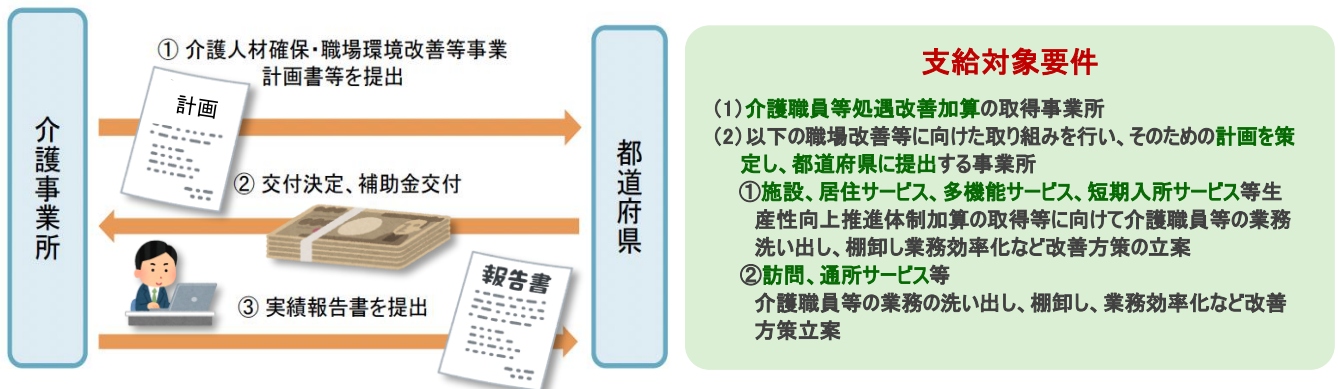 介護事業所
① 介護人材確保・職場環境改善等事業
計画書等を提出
計画
② 交付決定、補助金交付
③ 実績報告書を提出
報告書
都道府県
支給対象要件
(1)介護職員等処遇改善加算の取得事業所
(2)以下の職場改善等に向けた取り組みを行い、そのための計画を策
定し、都道府県に提出する事業所
①施設、居住サービス、多機能サービス、短期入所サービス等生
産性向上推進体制加算の取得等に向けて介護職員等の業務
洗い出し、棚卸し業務効率化など改善方策の立案
②訪問、通所サービス等
介護職員等の業務の洗い出し、棚卸し、業務効率化など改善
方策立案